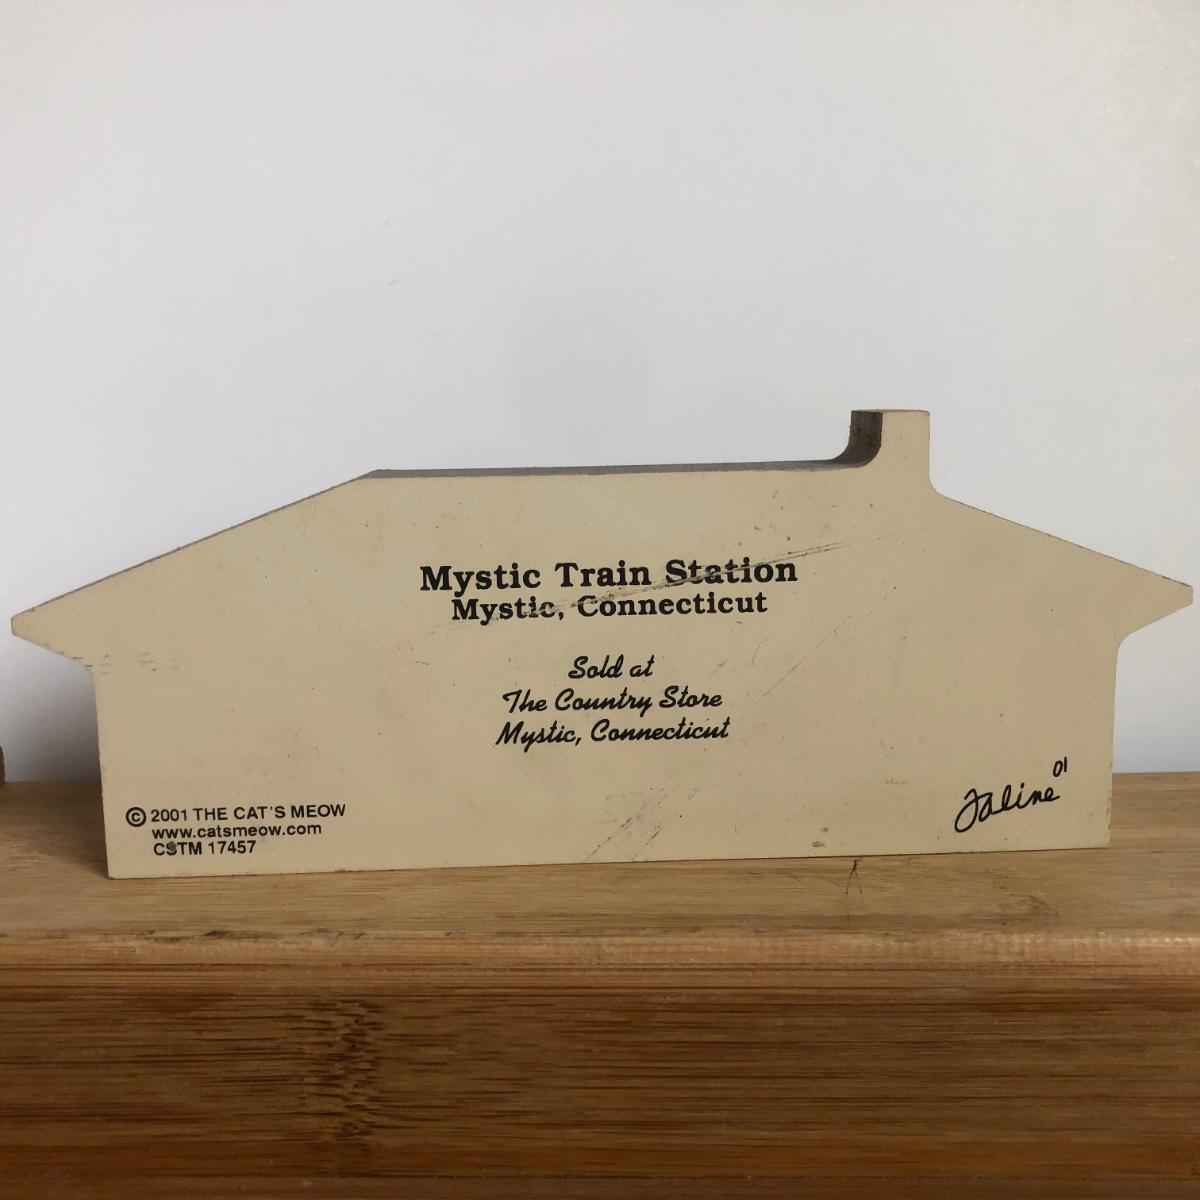 Mystic Train Station
Mystic, Connecticut
Sold at
The Country Store
Mystic, Connecticut
© 2001 THE CAT'S MEOW
www.catsmeow.com
CSTM 17457
Faline 01